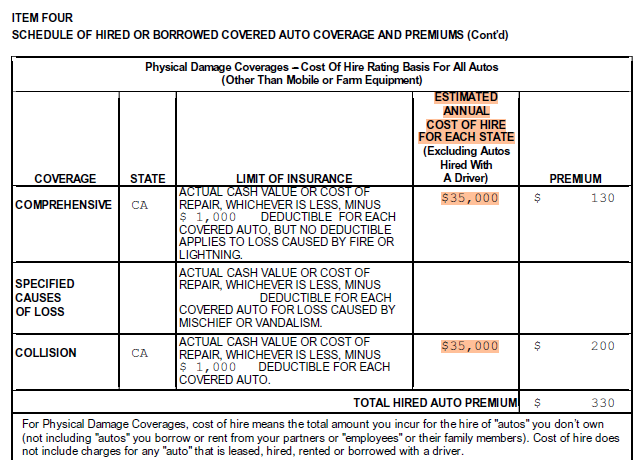 ITEM FOUR
SCHEDULE OF HIRED OR BORROWED COVERED AUTO COVERAGE AND PREMIUMS (Cont'd)
Physical Damage Coverages – Cost Of Hire Rating Basis For All Autos
(Other Than Mobile or Farm Equipment)
COVERAGE STATE LIMIT OF INSURANCE ESTIMATED
ANNUAL
COST OF HIRE
FOR EACH STATE
(Excluding Autos
Hired With
A Driver) PREMIUM
COMPREHENSIVE CA ACTUAL CASH VALUE OR COST OF
REPAIR, WHICHEVER IS LESS, MINUS
$ 1,000 DEDUCTIBLE FOR EACH
COVERED AUTO, BUT NO DEDUCTIBLE
APPLIES TO LOSS CAUSED BY FIRE OR
LIGHTNING. $35,000 $ 130
SPECIFIED
CAUSES
OF LOSS ACTUAL CASH VALUE OR COST OF
REPAIR, WHICHEVER IS LESS, MINUS
DEDUCTIBLE FOR EACH
COVERED AUTO FOR LOSS CAUSED BY
MISCHIEF OR VANDALISM.
COLLISION CA ACTUAL CASH VALUE OR COST OF
REPAIR, WHICHEVER IS LESS, MINUS
$ 1,000 DEDUCTIBLE FOR EACH
COVERED AUTO. $35,000 $ 200
TOTAL HIRED AUTO PREMIUM $ 330
For Physical Damage Coverages, cost of hire means the total amount you incur for the hire of "autos" you don't own
(not including "autos" you borrow or rent from your partners or "employees" or their family members). Cost of hire does
not include charges for any "auto" that is leased, hired, rented or borrowed with a driver.